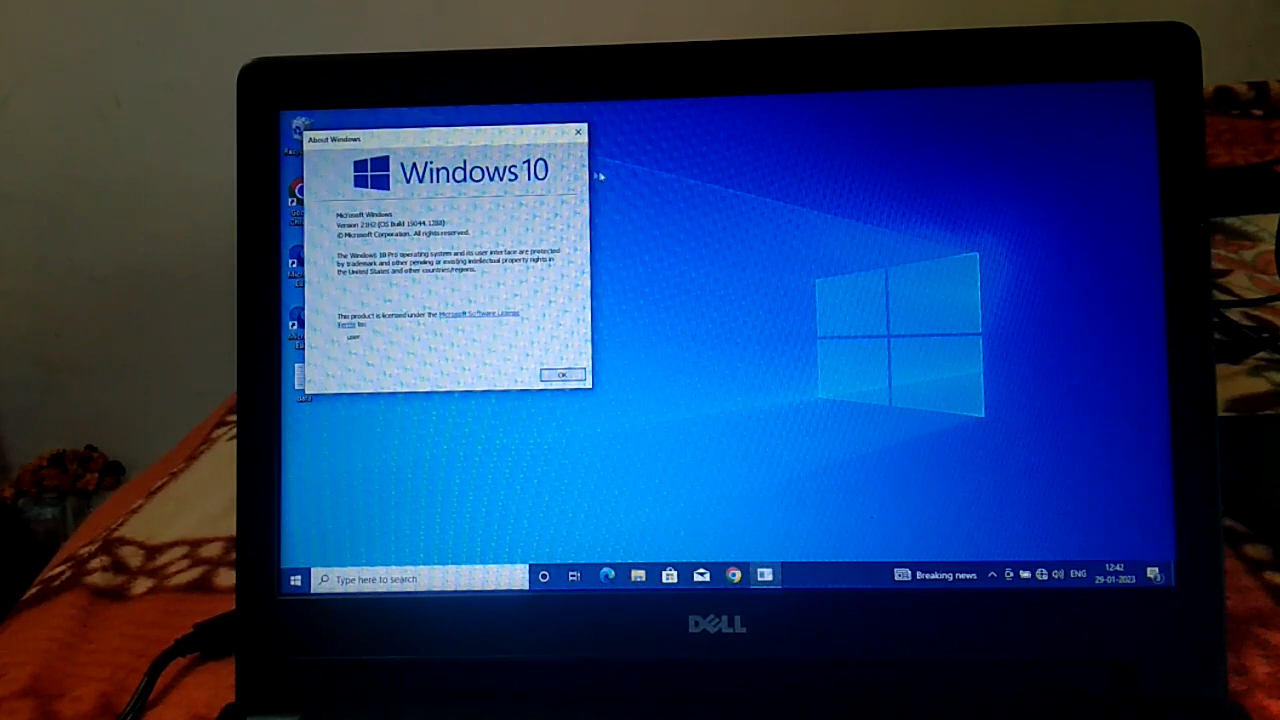 About Windows
Windows 10
Microsoft Windows
Version 21H2 (OS Build 19044.1288)
© Microsoft Corporation. All rights reserved.
The Windows 10 Pro operating system and its user interface are protected
by trademark and other pending or existing intellectual property rights in
the United States and other countries/regions.
This product is licensed under the Microsoft Software License
Terms to:
user
OK
Type here to search
Breaking news
ENG
12:42
29-01-2023
DELL